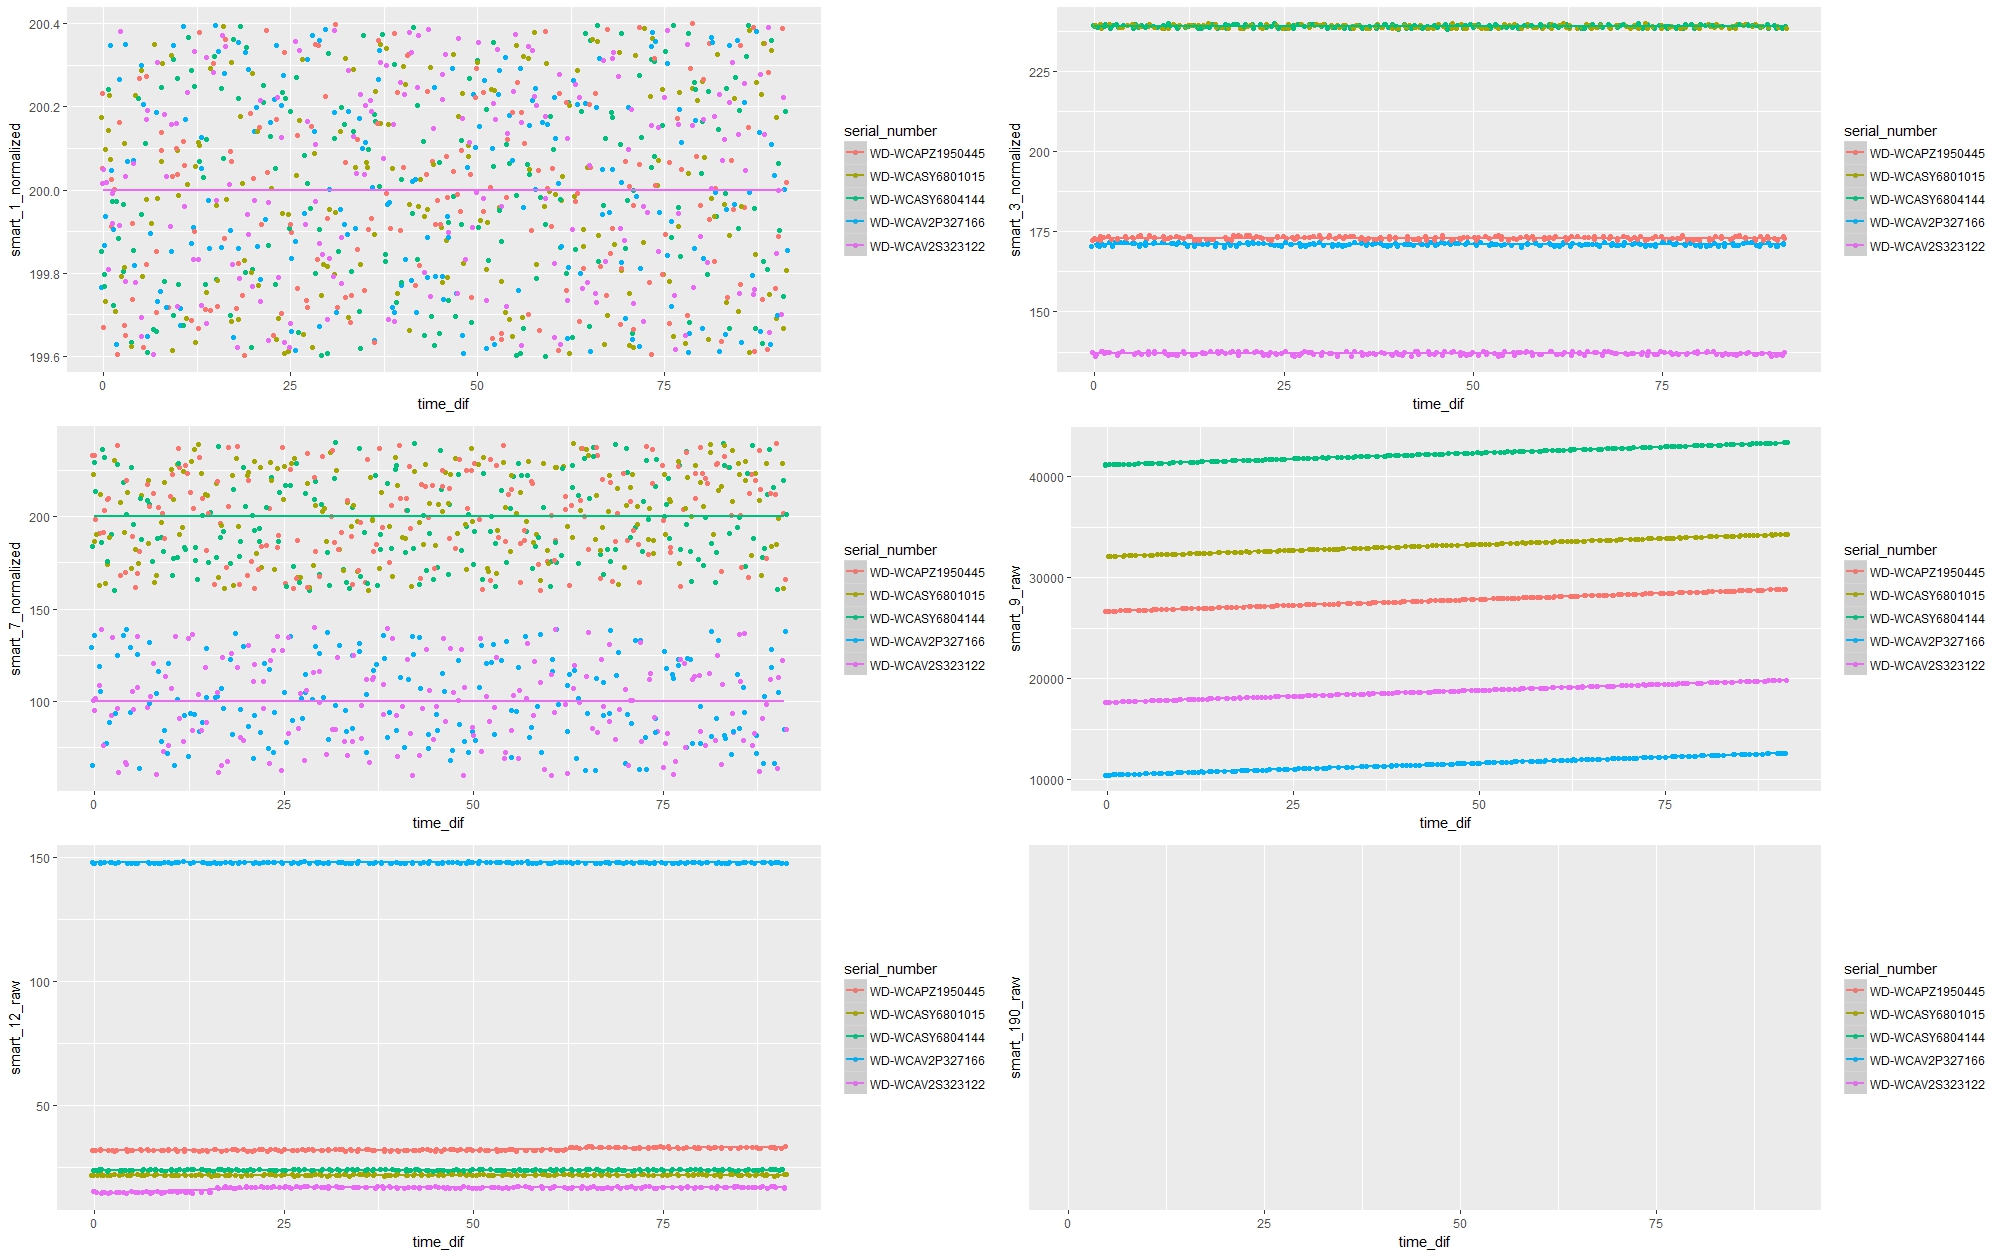 smart_1_normalized
200.4
200.2
200.0
199.8
199.6
0
25
50
75
time_dif
serial_number
WD-WCAPZ1950445
WD-WCASY6801015
WD-WCASY6804144
WD-WCAV2P327166
WD-WCAV2S323122
smart_3_normalized
225
200
175
150
0
25
50
75
time_dif
serial_number
WD-WCAPZ1950445
WD-WCASY6801015
WD-WCASY6804144
WD-WCAV2P327166
WD-WCAV2S323122
smart_7_normalized
200
150
100
0
25
50
75
time_dif
serial_number
WD-WCAPZ1950445
WD-WCASY6801015
WD-WCASY6804144
WD-WCAV2P327166
WD-WCAV2S323122
smart_9_raw
40000
30000
20000
10000
0
25
50
75
time_dif
serial_number
WD-WCAPZ1950445
WD-WCASY6801015
WD-WCASY6804144
WD-WCAV2P327166
WD-WCAV2S323122
smart_12_raw
150
100
50
0
25
50
75
time_dif
serial_number
WD-WCAPZ1950445
WD-WCASY6801015
WD-WCASY6804144
WD-WCAV2P327166
WD-WCAV2S323122
smart_190_raw
0
25
50
75
time_dif
serial_number
WD-WCAPZ1950445
WD-WCASY6801015
WD-WCASY6804144
WD-WCAV2P327166
WD-WCAV2S323122